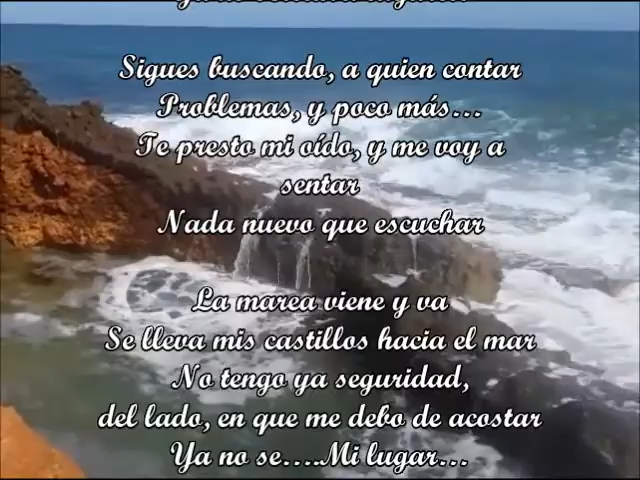 Sigues buscando, a quien contar
Problemas, y poco más...
Te presto mi oído, y me voy a
sentar
Nada nuevo que escuchar
La marea viene y va
Se lleva mis castillos hacia el mar
No tengo ya seguridad,
del lado, en que me debo de acostar
Ya no se....Mi lugar...